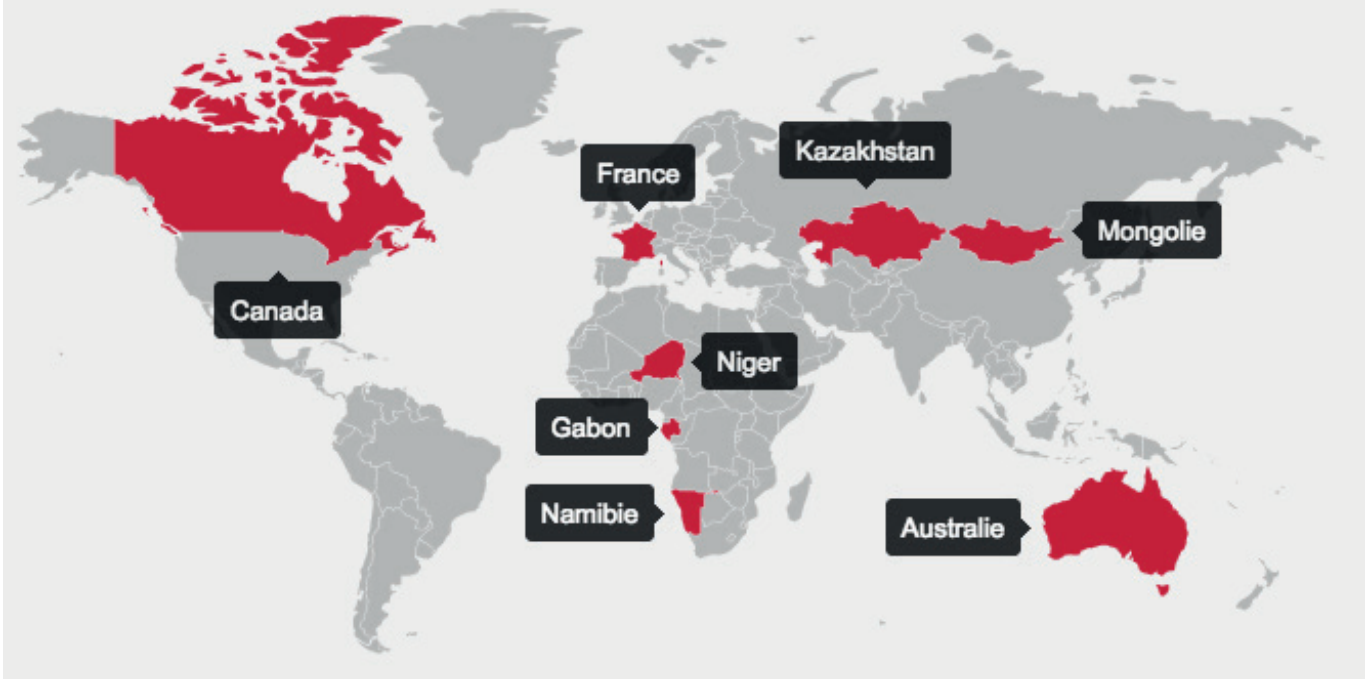 Kazakhstan
France
Mongolie
Canada
Niger
Gabon
Namibie
Australie